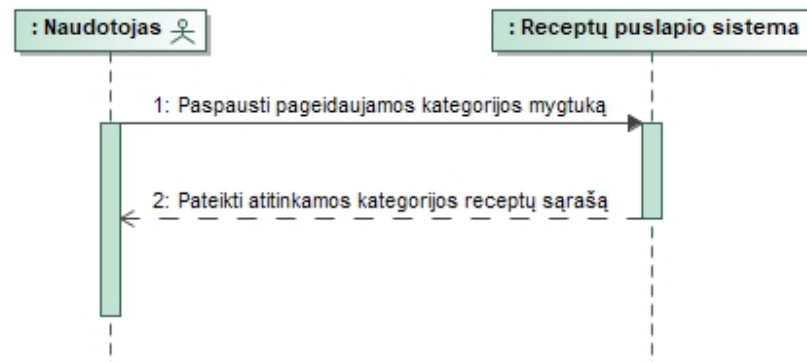 : Naudotojas
: Receptų puslapio sistema
1: Paspausti pageidaujamos kategorijos mygtuką
2: Pateikti atitinkamos kategorijos receptų sąrašą